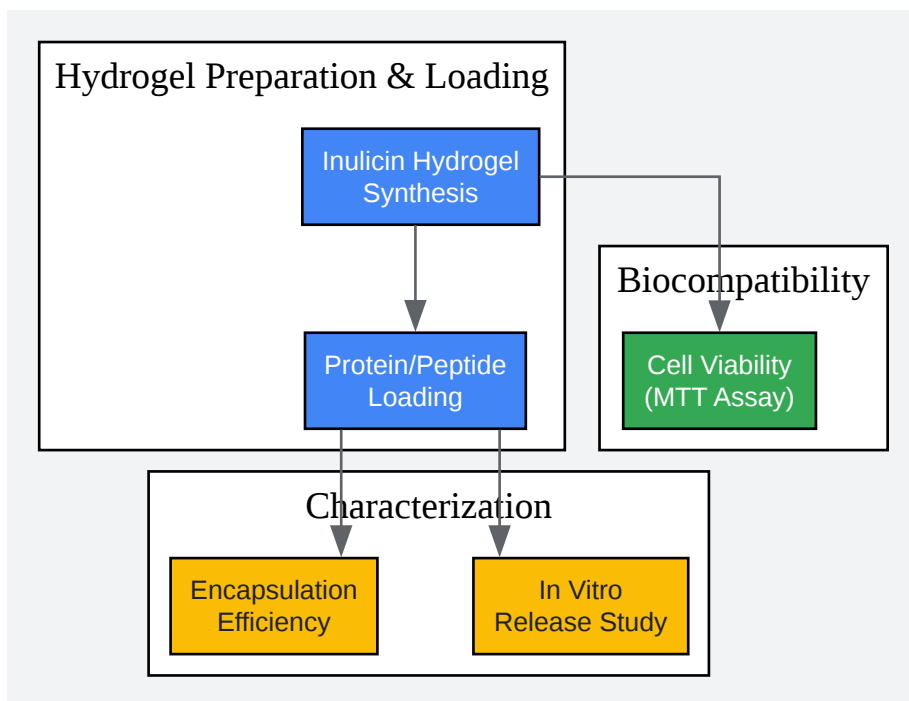 Hydrogel Preparation & Loading
Inulicin Hydrogel
Synthesis
Biocompatibility
Protein/Peptide
Loading
Cell Viability
(MTT Assay)
Characterization
Encapsulation
Efficiency
In Vitro
Release Study